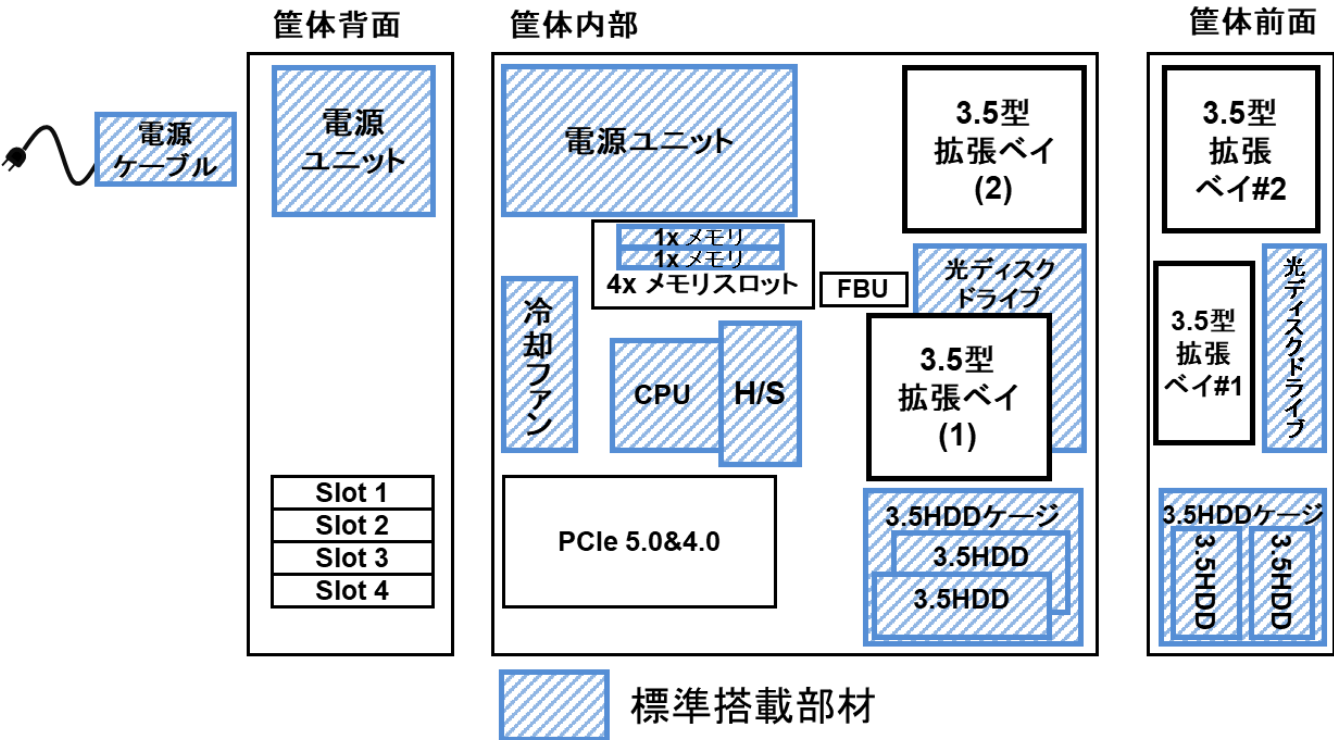 筐体背面
筐体内部
筐体前面
電源
ケーブル
電源
ユニット
Slot 1
Slot 2
Slot 3
Slot 4
電源ユニット
1x メモリ
1x メモリ
4x メモリスロット
FBU
冷却ファン
CPU
H/S
PCIe 5.0&4.0
3.5型
拡張ベイ
(2)
光ディスク
ドライブ
3.5型
拡張ベイ
(1)
3.5HDDケージ
3.5HDD
3.5HDD
3.5型
拡張
ベイ#2
3.5型
拡張
ベイ#1
光ディスクドライブ
3.5HDDケージ
3.5HDD
3.5HDD
標準搭載部材